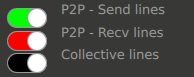 P2P - Send lines
P2P - Recv lines
Collective lines